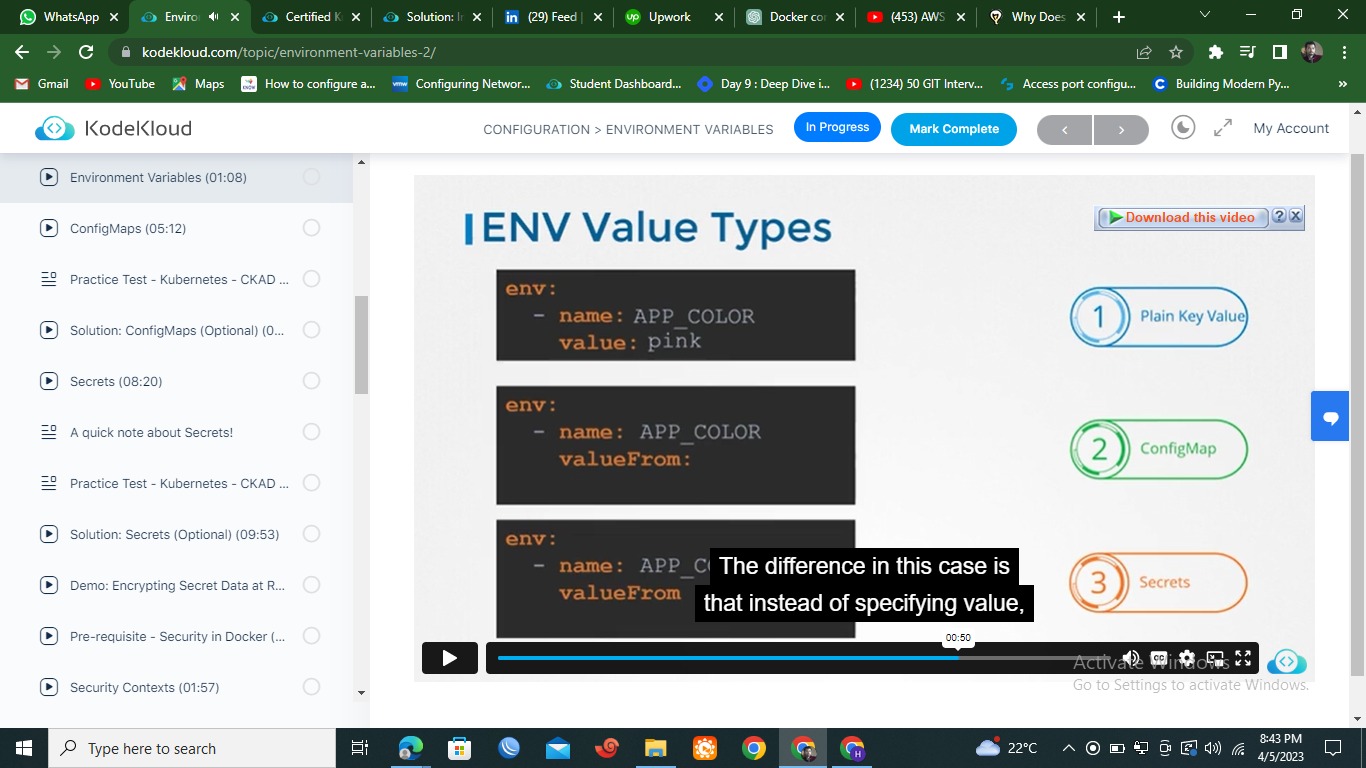 WhatsApp
Enviro
Certified K
Solution: I
(29) Feed |
Upwork
Docker co
(453) AWS
Why Does
kodekloud.com/topic/environment-variables-2/
Gmail
YouTube
Maps
How to configure a...
Configuring Networ...
Student Dashboard...
Day 9 : Deep Dive i...
(1234) 50 GIT Interv...
Access port configu...
Building Modern Py...
»
KodeKloud
CONFIGURATION > ENVIRONMENT VARIABLES
In Progress
Mark Complete
My Account
Environment Variables (01:08)
ConfigMaps (05:12)
Practice Test - Kubernetes - CKAD ...
Solution: ConfigMaps (Optional) (0...
Secrets (08:20)
A quick note about Secrets!
Practice Test - Kubernetes - CKAD ...
Solution: Secrets (Optional) (09:53)
Demo: Encrypting Secret Data at R...
Pre-requisite - Security in Docker (...
Security Contexts (01:57)
ENV Value Types
Download this video
?
X
env:
- name: APP_COLOR
value: pink
1
Plain Key Value
env:
- name: APP_COLOR
valueFrom:
2
ConfigMap
env:
- name: APP_C
valueFrom
3
Secrets
The difference in this case is
that instead of specifying value,
00:50
CC
Activate Windows
Go to Settings to activate Windows.
Type here to search
H
22°C
8:43 PM
4/5/2023